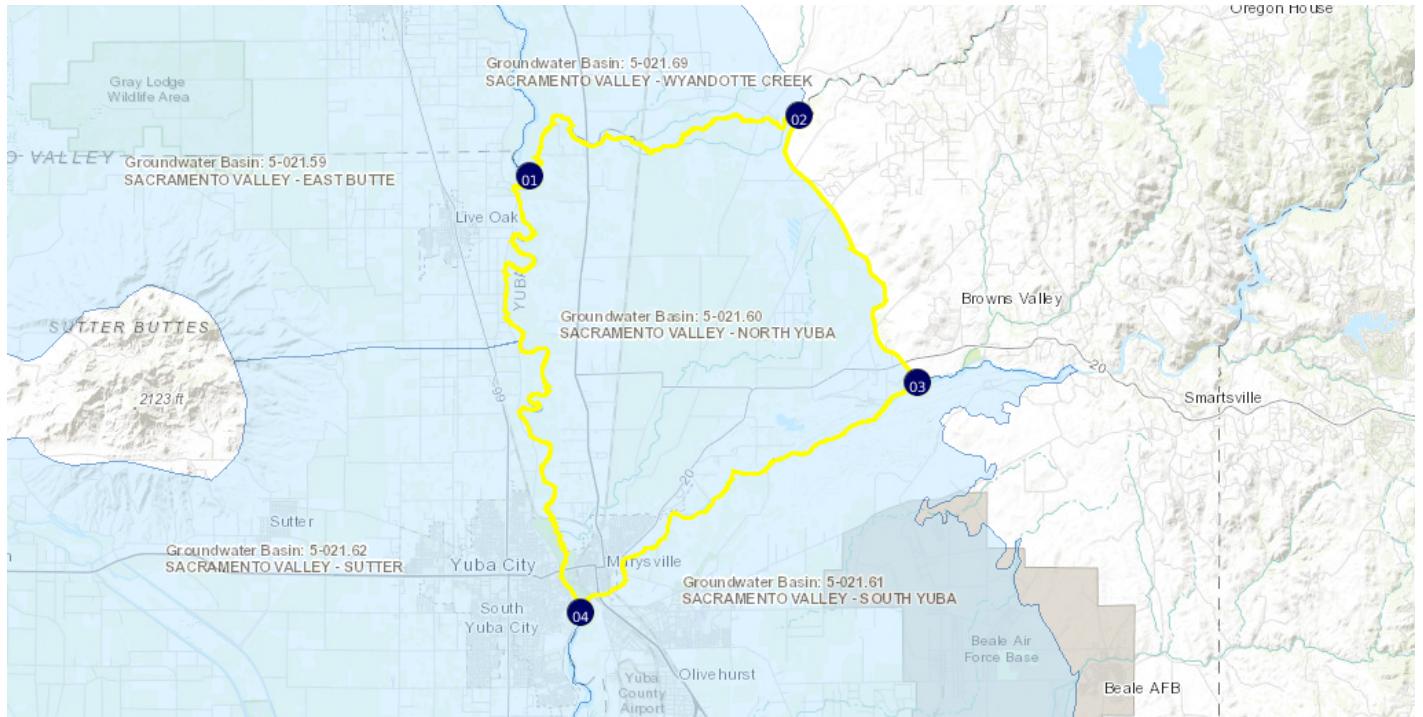 Oregon House
Groundwater Basin: 5-021.69
SACRAMENTO VALLEY - WYANDOTTE CREEK
Gray Lodge
Wildlife Area
02
O VALLEY
Groundwater Basin: 5-021.59
SACRAMENTO VALLEY - EAST BUTTE
01
Live Oak
YUBA
Browns Valley
Groundwater Basin: 5-021.60
SACRAMENTO VALLEY - NORTH YUBA
SUTTER BUTTES
20
03
2123 ft
99
Smartsville
20
Sutter
Groundwater Basin: 5-021.62
SACRAMENTO VALLEY - SUTTER
Yuba City
Marysville
Groundwater Basin: 5-021.61
SACRAMENTO VALLEY - SOUTH YUBA
South
Yuba City
04
Beale Air
Force Base
Olivehurst
Yuba
County
Airport
Beale AFB